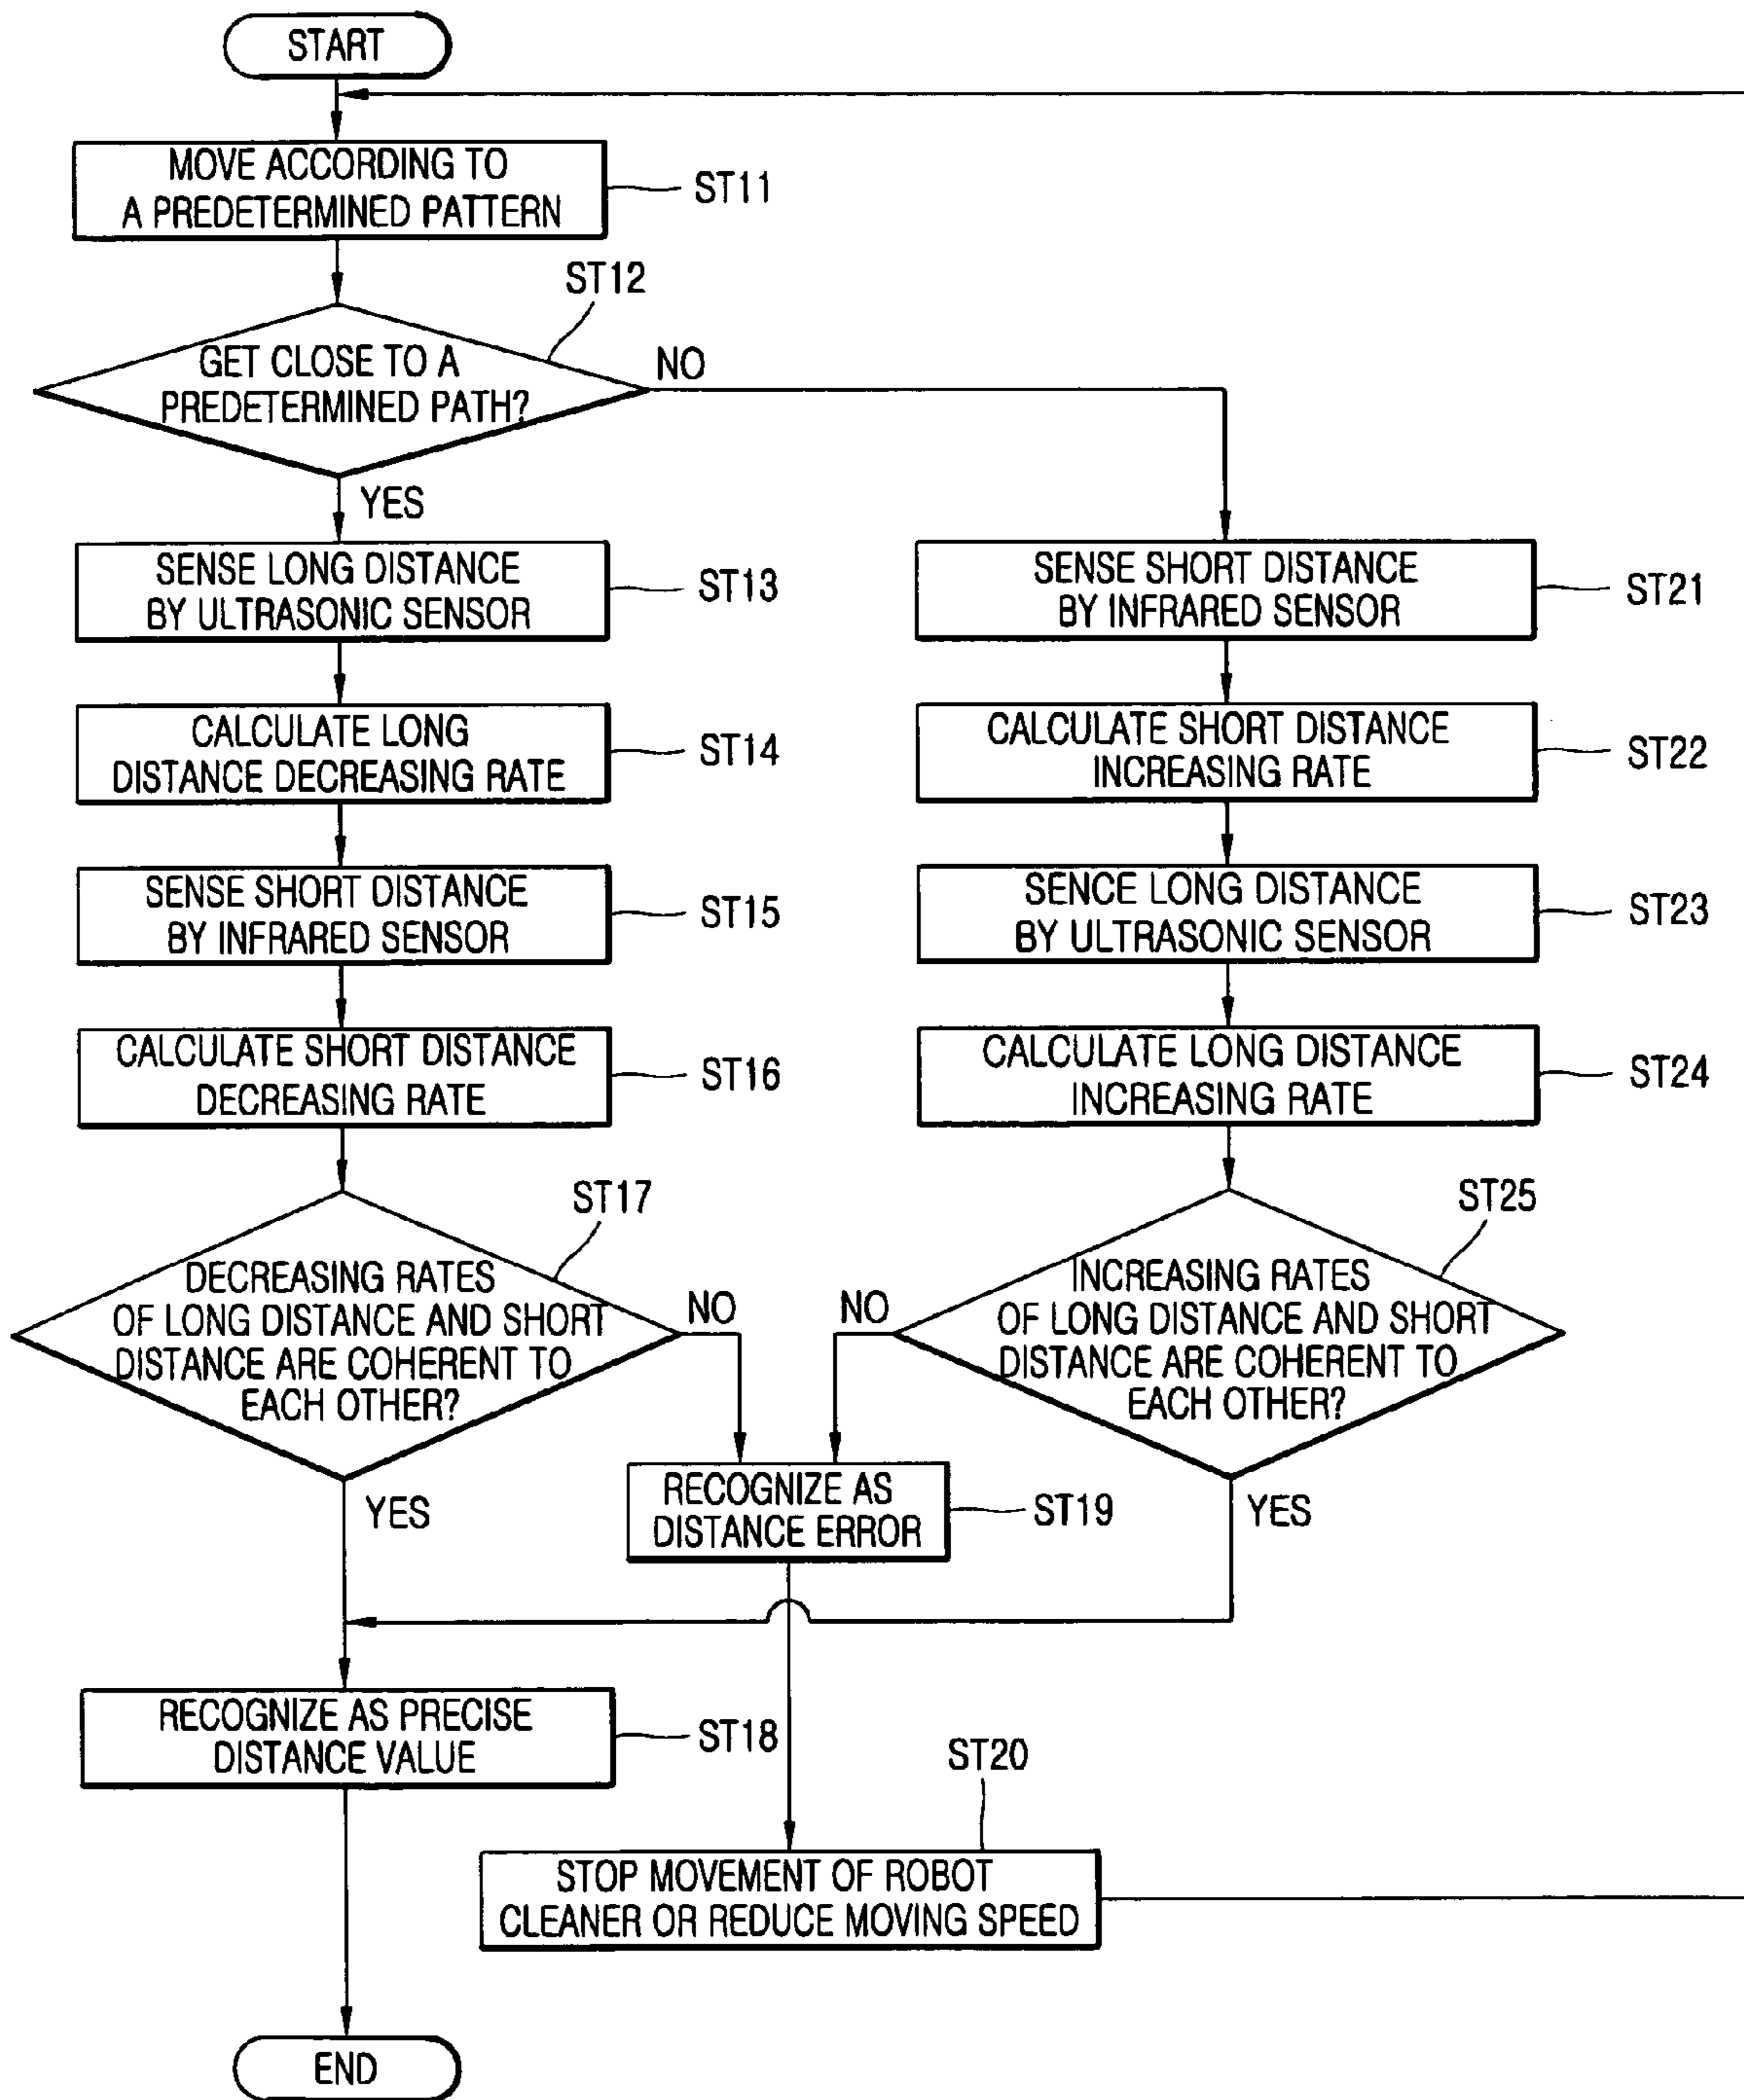 START
MOVE ACCORDING TO
A PREDETERMINED PATTERN
ST11
ST12
GET CLOSE TO A
PREDETERMINED PATH?
NO
YES
SENSE LONG DISTANCE
BY ULTRASONIC SENSOR
ST13
SENSE SHORT DISTANCE
BY INFRARED SENSOR
ST21
CALCULATE LONG
DISTANCE DECREASING RATE
ST14
CALCULATE SHORT DISTANCE
INCREASING RATE
ST22
SENSE SHORT DISTANCE
BY INFRARED SENSOR
ST15
SENCE LONG DISTANCE
BY ULTRASONIC SENSOR
ST23
CALCULATE SHORT DISTANCE
DECREASING RATE
ST16
CALCULATE LONG DISTANCE
INCREASING RATE
ST24
ST17
DECREASING RATES
OF LONG DISTANCE AND SHORT
DISTANCE ARE COHERENT TO
EACH OTHER?
NO
YES
ST25
INCREASING RATES
OF LONG DISTANCE AND SHORT
DISTANCE ARE COHERENT TO
EACH OTHER?
NO
YES
RECOGNIZE AS
DISTANCE ERROR
ST19
RECOGNIZE AS PRECISE
DISTANCE VALUE
ST18
ST20
STOP MOVEMENT OF ROBOT
CLEANER OR REDUCE MOVING SPEED
END